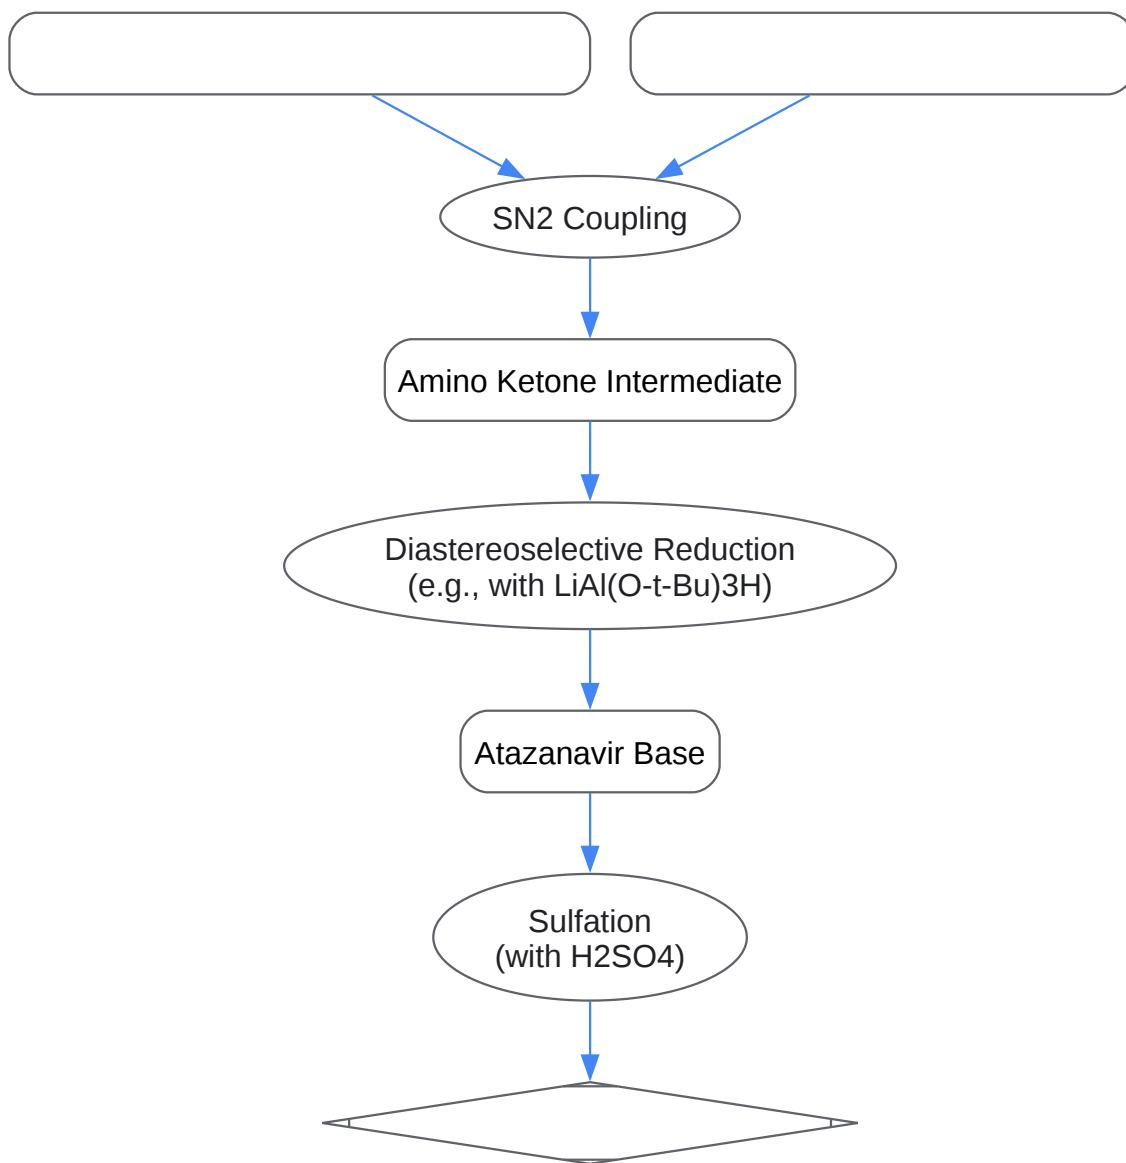 SN2 Coupling
Amino Ketone Intermediate
Diastereoselective Reduction
(e.g., with LiAl(O-t-Bu)3H)
Atazanavir Base
Sulfation
(with H2SO4)